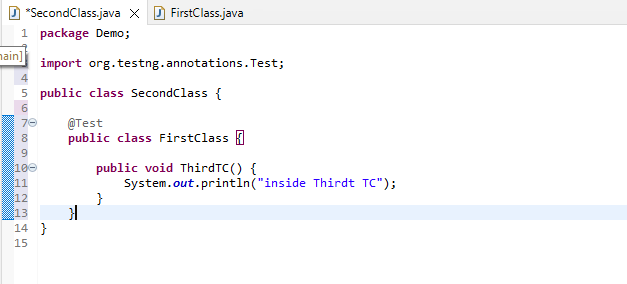 *SecondClass.java FirstClass.java
1 package Demo;
2
3 import org.testng.annotations.Test;
4
5 public class SecondClass {
6
7 @Test
8 public class FirstClass {
9
10 public void ThirdTC() {
11 System.out.println("inside Thirdt TC");
12 }
13 }
14 }
15